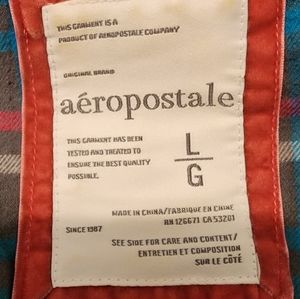 THIS GARMENT IS A
PRODUCT OF AEROPOSTALE COMPANY
ORIGINAL BRAND
aéropostale
THIS GARMENT HAS BEEN
TESTED AND TREATED TO
ENSURE THE BEST QUALITY
POSSIBLE.
L
G
MADE IN CHINA/FABRIQUE EN CHINE
RN 126671 CA 53201
SINCE 1987
SEE SIDE FOR CARE AND CONTENT/
ENTRETIEN ET COMPOSITION
SUR LE CÔTÉ